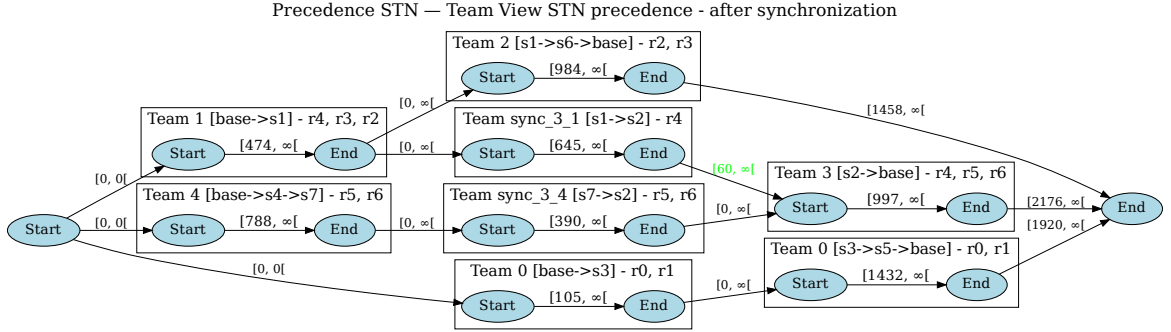 Precedence STN — Team View STN precedence - after synchronization
Team 2 [s1->s6->base] - r2, r3
Start
[984, ∞[
End
[0, ∞[
[1458, ∞[
Team 1 [base->s1] - r4, r3, r2
Start
[474, ∞[
End
[0, 0[
[0, ∞[
Team sync_3_1 [s1->s2] - r4
Start
[645, ∞[
End
[60, ∞[
Team 4 [base->s4->s7] - r5, r6
Start
[0, 0[
Start
[788, ∞[
End
[0, ∞[
Team sync_3_4 [s7->s2] - r5, r6
Start
[390, ∞[
End
[0, ∞[
Team 3 [s2->base] - r4, r5, r6
Start
[997, ∞[
End
[2176, ∞[
End
[0, 0[
Team 0 [base->s3] - r0, r1
Start
[105, ∞[
End
[0, ∞[
Team 0 [s3->s5->base] - r0, r1
Start
[1432, ∞[
End
[1920, ∞[